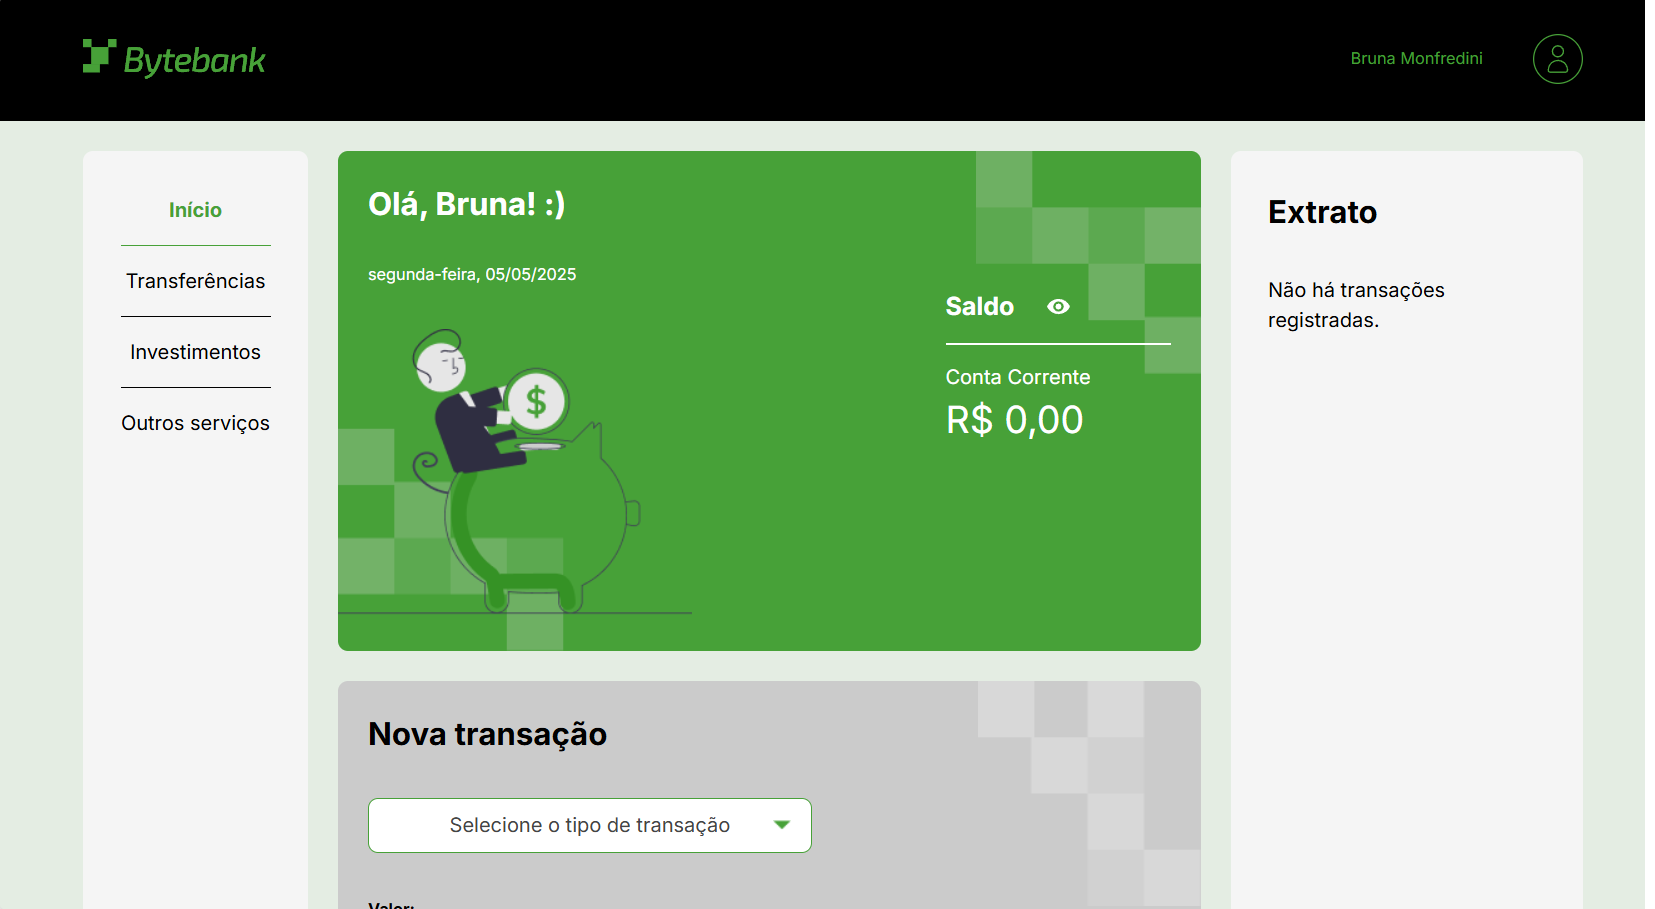 Bytebank
Bruna Monfredini
Início
Transferências
Investimentos
Outros serviços
Olá, Bruna! :)
segunda-feira, 05/05/2025
Saldo
Conta Corrente
R$ 0,00
$
Nova transação
Selecione o tipo de transação
Valor:
Extrato
Não há transações
registradas.